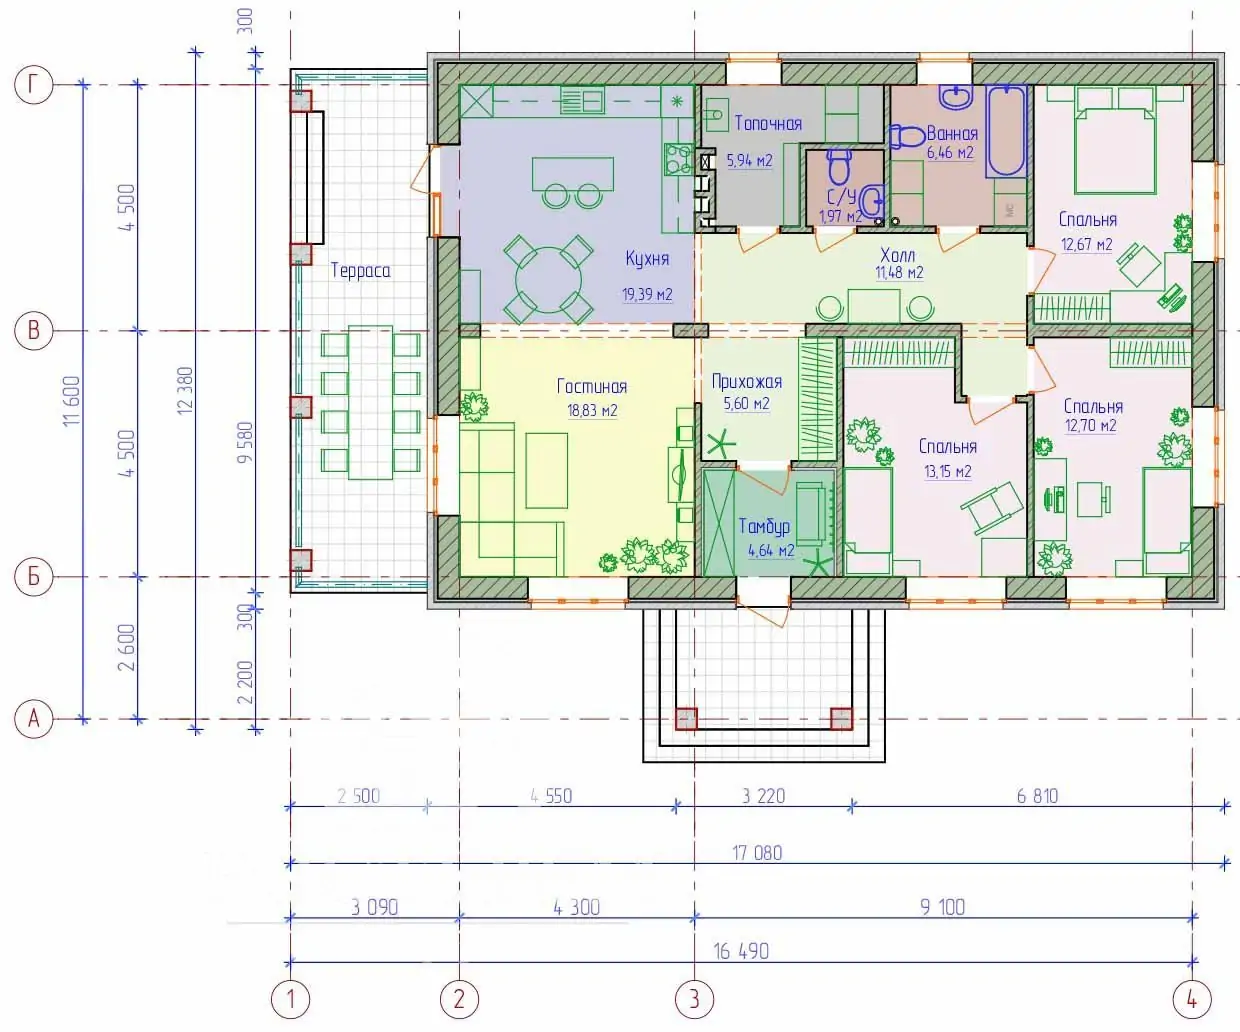 300
Г
Топочная
5,94 м2
Ванная
6,46 м2
С/У
1,97 м2
МС
4 500
Спальня
12,67 м2
Терраса
Кухня
19,39 м2
Холл
11,48 м2
В
11 600
12 380
9 580
4 500
Гостиная
18,83 м2
Прихожая
5,60 м2
Спальня
12,70 м2
Спальня
13,15 м2
Тамбур
4,64 м2
Б
2 600
300
2 200
А
2 500
4 550
3 220
6 810
17 080
3 090
4 300
9 100
16 490
1
2
3
4